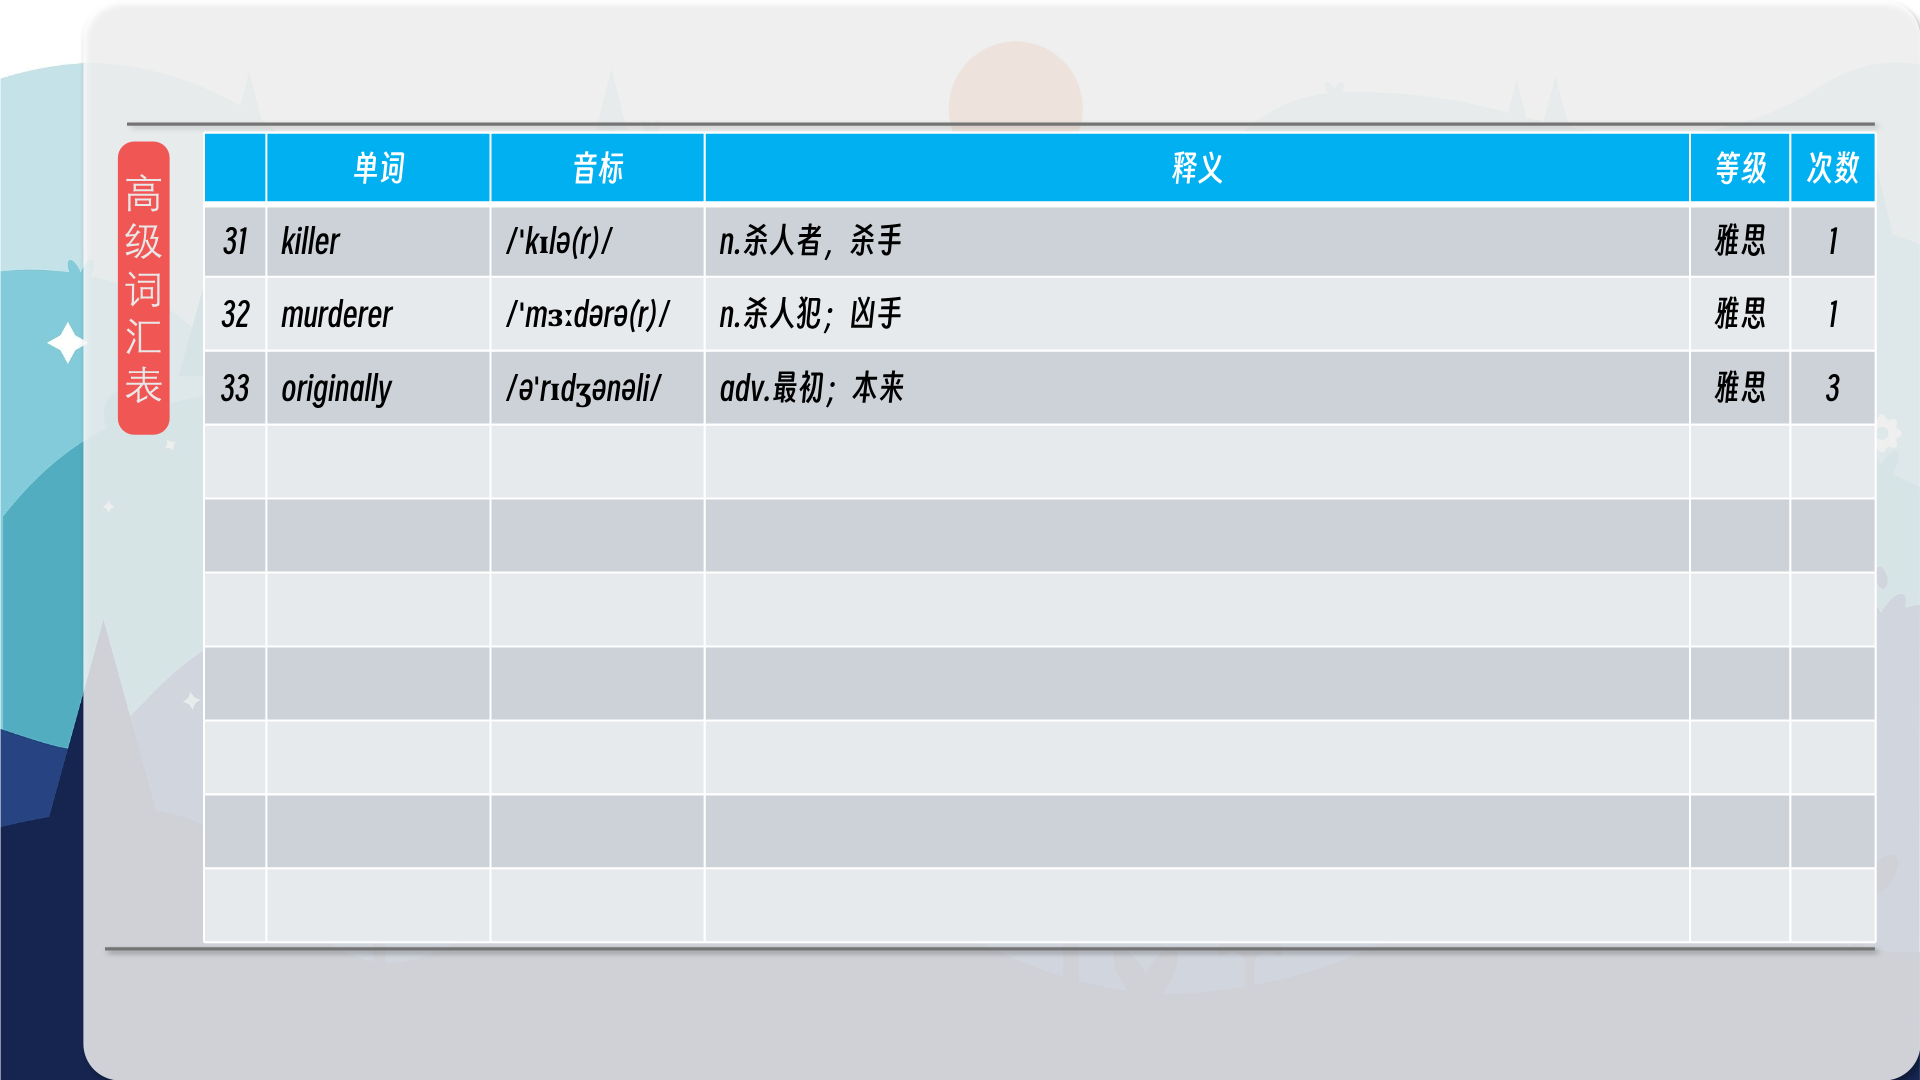 高级词汇表
单词 音标 释义 等级 次数
31 killer /ˈkɪlə(r)/ n.杀人者，杀手 雅思 1
32 murderer /ˈmɜːdərə(r)/ n.杀人犯；凶手 雅思 1
33 originally /əˈrɪdʒənəli/ adv.最初；本来 雅思 3